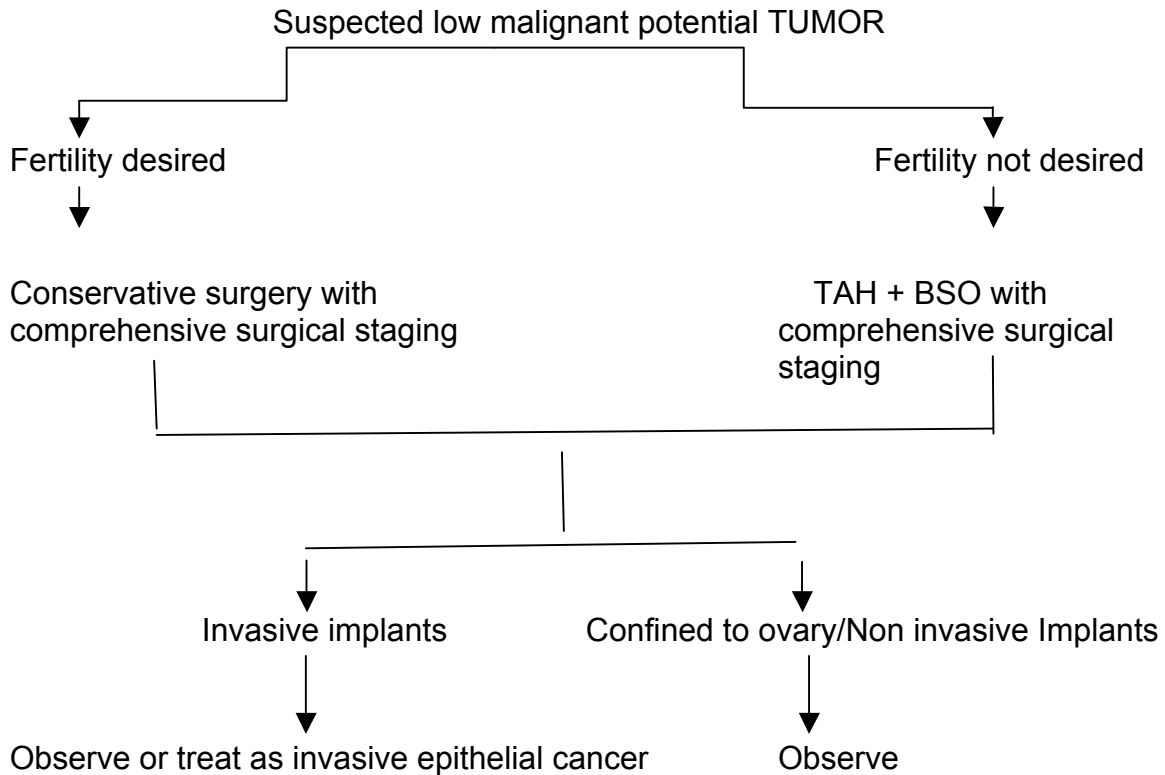 Suspected low malignant potential TUMOR
Fertility desired
Fertility not desired
Conservative surgery with
comprehensive surgical staging
TAH + BSO with
comprehensive surgical
staging
Invasive implants
Confined to ovary/Non invasive Implants
Observe or treat as invasive epithelial cancer
Observe